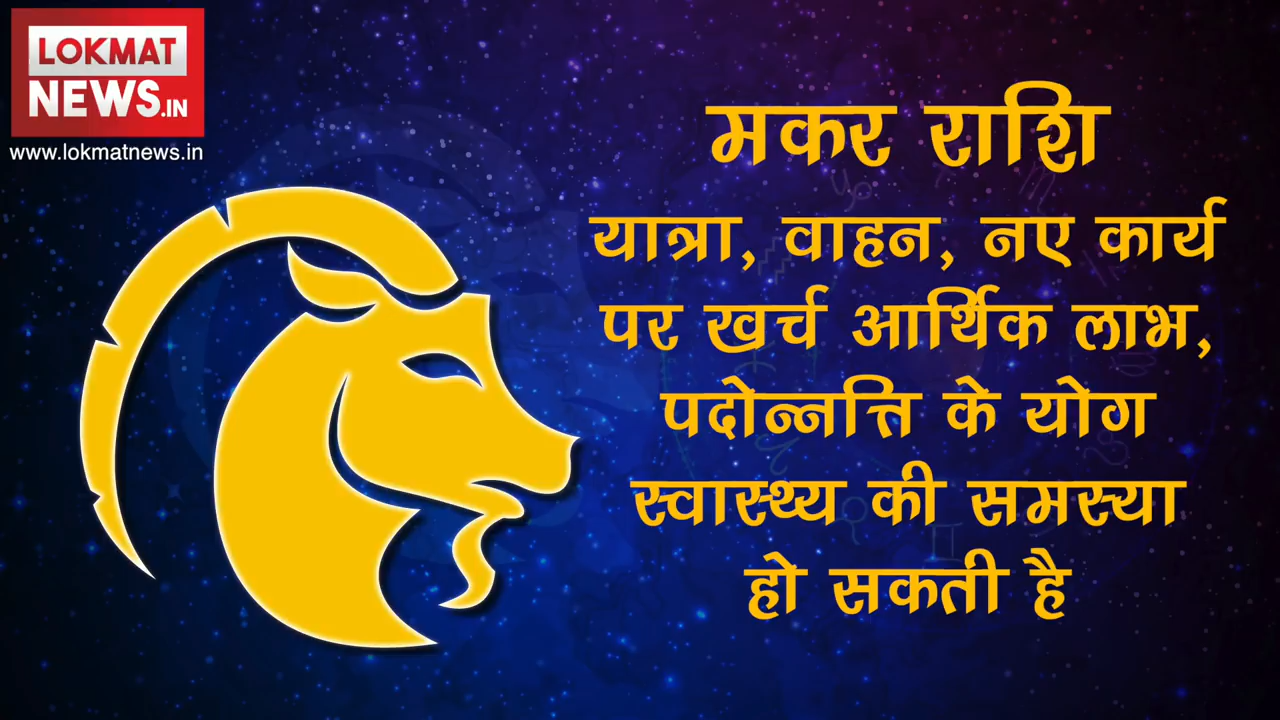 LOKMAT
NEWS.IN
www.lokmatnews.in
मकर राशि
यात्रा, वाहन, नए कार्य
पर खर्च आर्थिक लाभ,
पदोन्नत्ति के योग
स्वास्थ्य की समस्या
हो सकती है